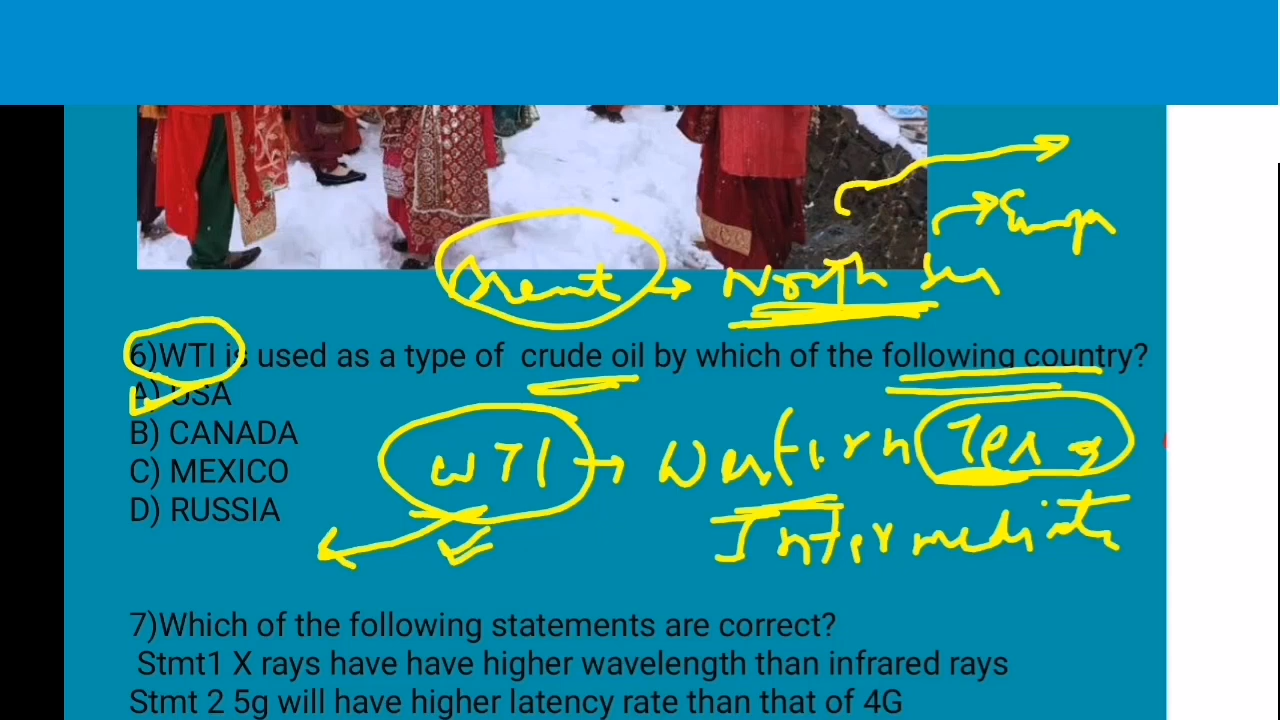 Europe
Brent → North Sea
6)WTI is used as a type of crude oil by which of the following country?
A) USA
B) CANADA
C) MEXICO
D) RUSSIA
WTI → Western Texas
Intermediate
7)Which of the following statements are correct?
Stmt1 X rays have have higher wavelength than infrared rays
Stmt 2 5g will have higher latency rate than that of 4G